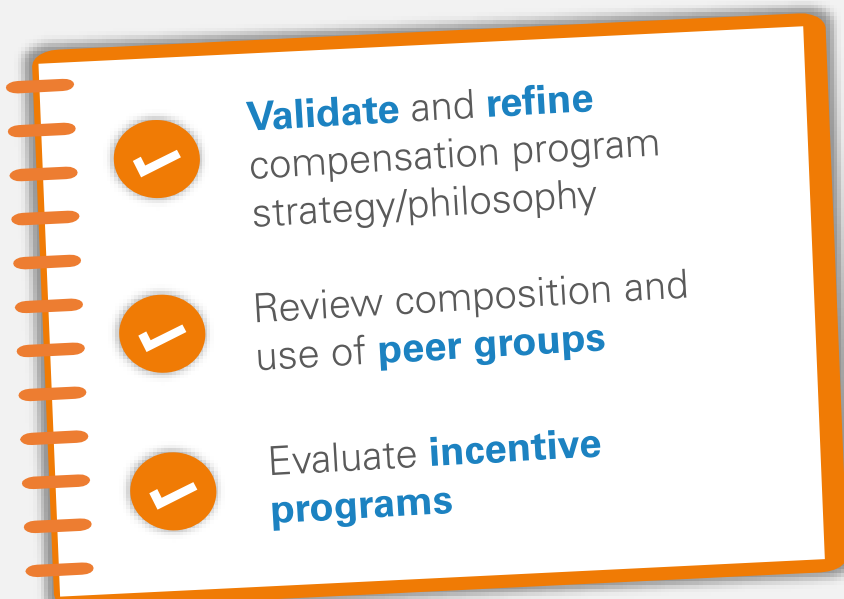 Validate and refine
compensation program
strategy/philosophy
Review composition and
use of peer groups
Evaluate incentive
programs